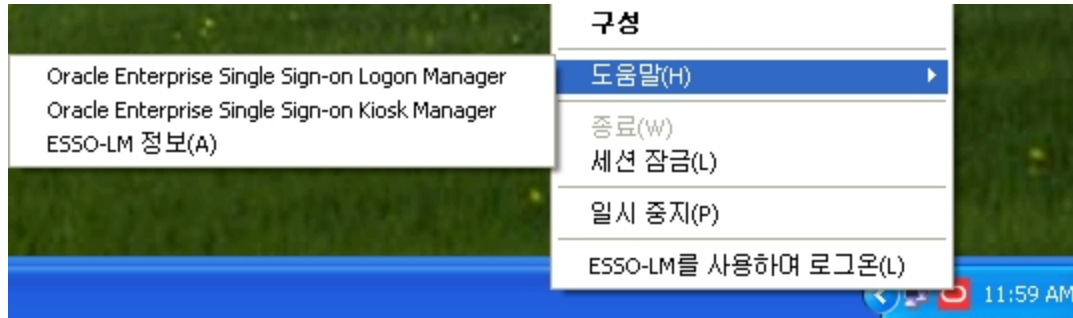 구성
도움말(H)
Oracle Enterprise Single Sign-on Logon Manager
Oracle Enterprise Single Sign-on Kiosk Manager
ESSO-LM 정보(A)
종료(W)
세션 잠금(L)
일시 중지(P)
ESSO-LM를 사용하여 로그온(L)
11:59 AM